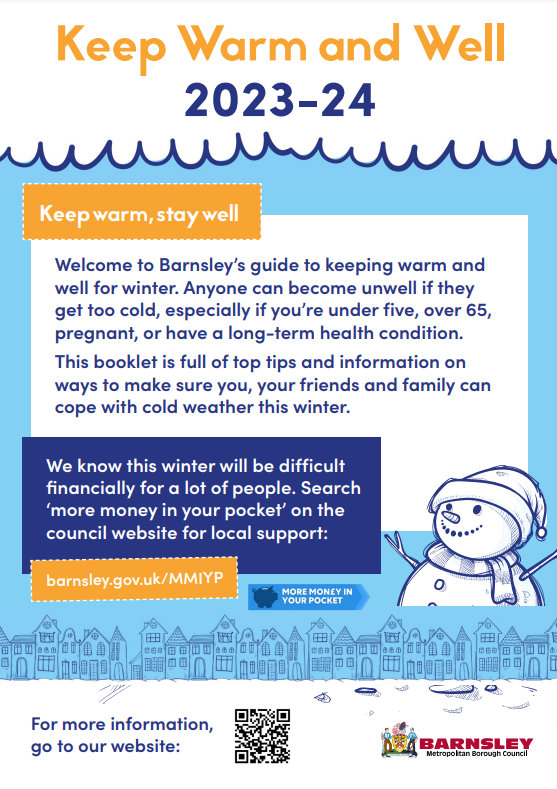 Keep Warm and Well
2023-24
Keep warm, stay well
Welcome to Barnsley's guide to keeping warm and
well for winter. Anyone can become unwell if they
get too cold, especially if you're under five, over 65,
pregnant, or have a long-term health condition.
This booklet is full of top tips and information on
ways to make sure you, your friends and family can
cope with cold weather this winter.
We know this winter will be difficult
financially for a lot of people. Search
'more money in your pocket' on the
council website for local support:
barnsley.gov.uk/MMIYP
MORE MON£Y IN
YOUR POCKET
For more information,
go to our website:
BARNSLEY
Metropolitan Borough Council